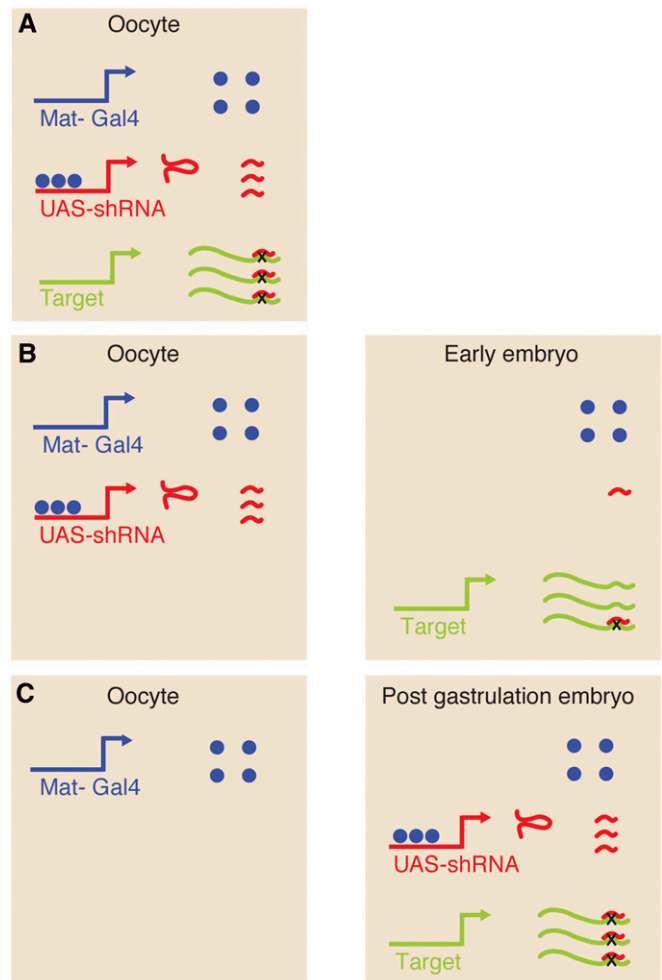 A
Oocyte
Mat- Gal4
UAS-shRNA
Target
B
Oocyte
Early embryo
Mat- Gal4
UAS-shRNA
Target
C
Oocyte
Post gastrulation embryo
Mat- Gal4
UAS-shRNA
Target